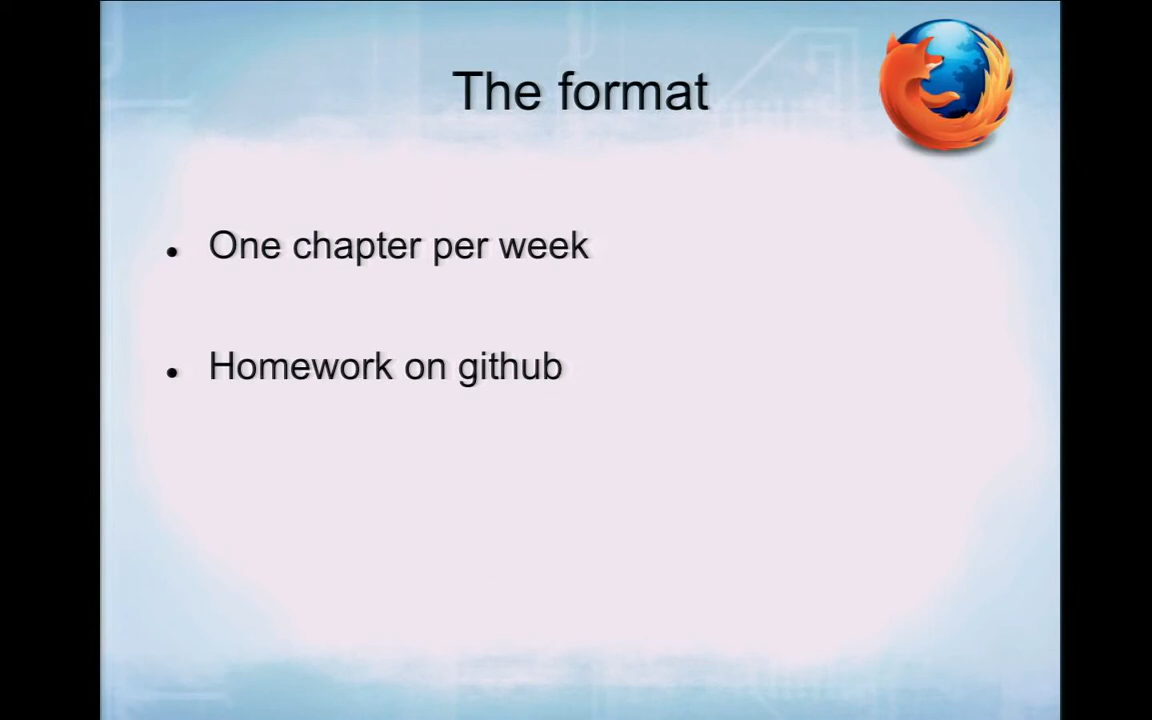 The format
• One chapter per week
• Homework on github